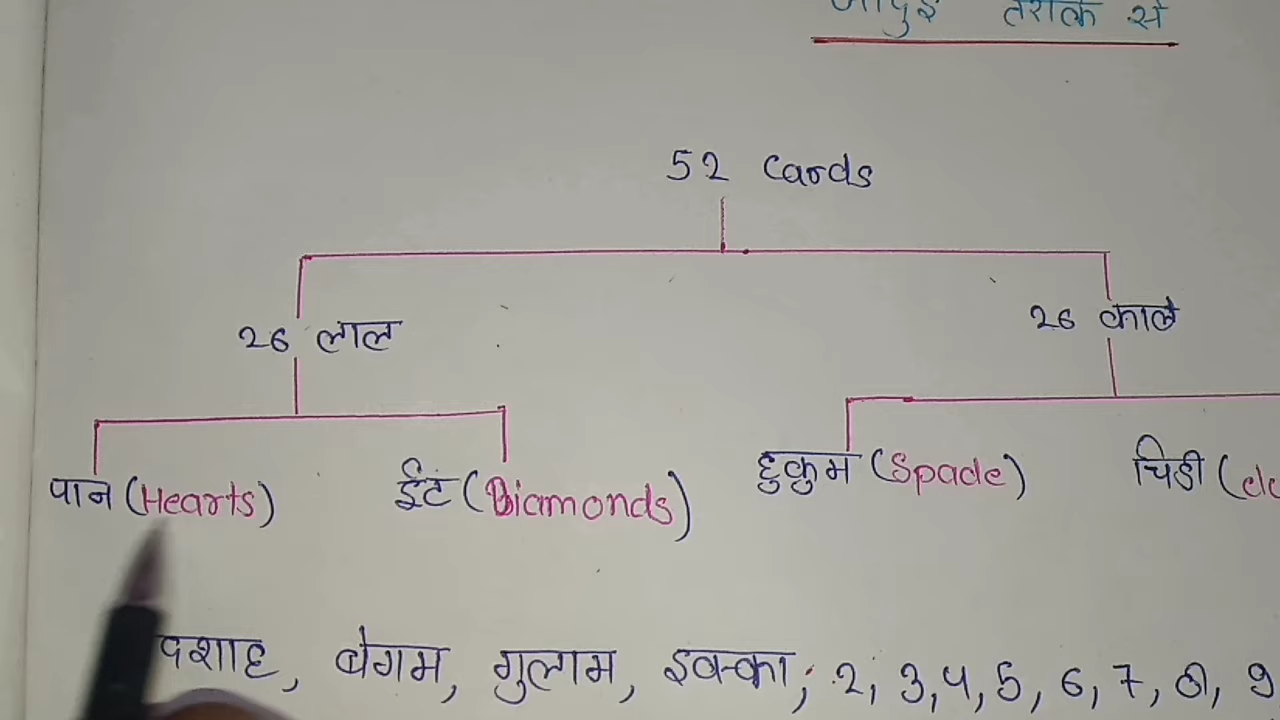 तरीके से
52 Cards
26 लाल 26 काले
पान (Hearts) ईंट (Diamonds) हुकुम (Spade) चिडी (
बेगम, गुलाम, इक्का, 2, 3, 4, 5, 6, 7, 8, 9